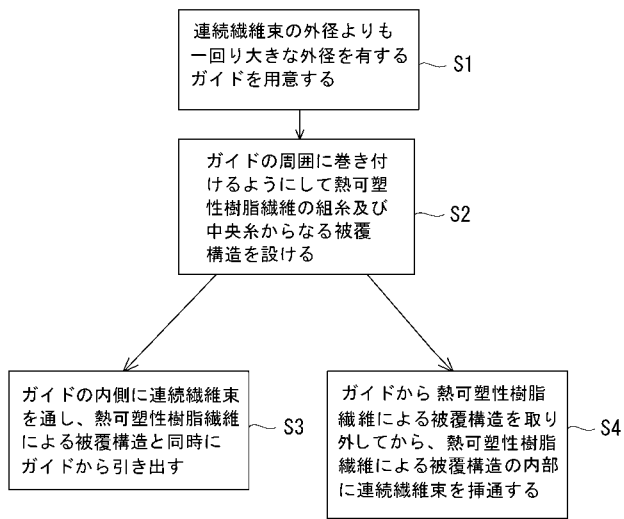 連続繊維束の外径よりも
一回り大きな外径を有する
ガイドを用意する
S1
ガイドの周囲に巻き付
けるようにして熱可塑
性樹脂繊維の組糸及び
中央糸からなる被覆
構造を設ける
S2
ガイドの内側に連続繊維束
を通し、熱可塑性樹脂繊維
による被覆構造と同時に
ガイドから引き出す
S3
ガイドから 熱可塑性樹脂
繊維による被覆構造を取り
外してから、熱可塑性樹脂
繊維による被覆構造の内部
に連続繊維束を挿通する
S4